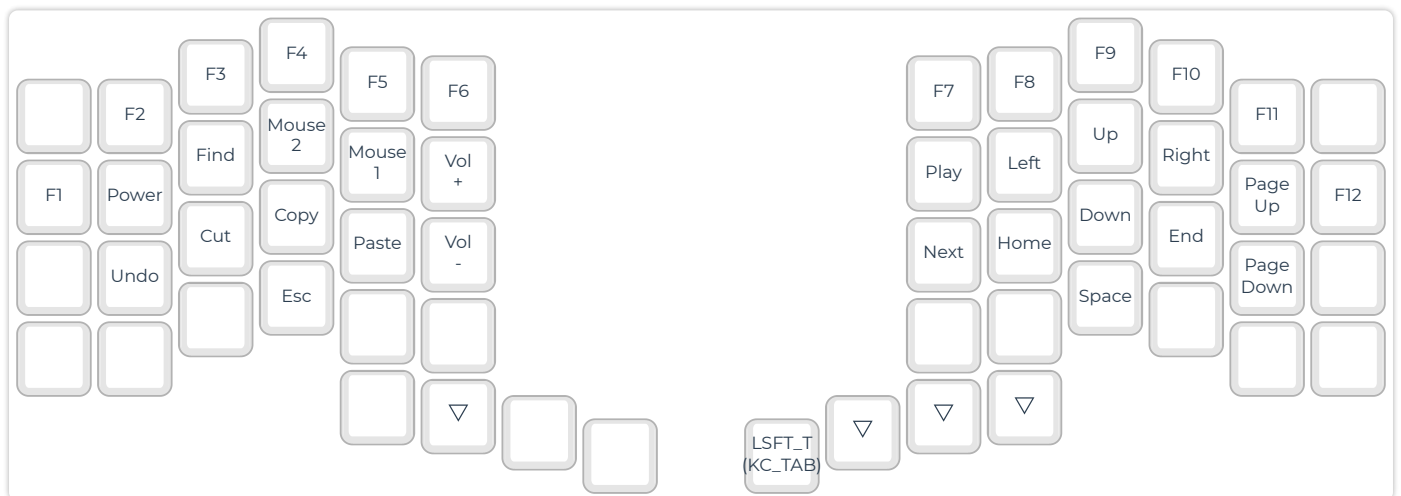 F4
F9
F3
F10
F5
F8
F6
F7
F2
F11
Mouse
2
Up
Find
Right
Mouse
1
Left
Vol
+
Play
F1
Power
Page
Up
F12
Copy
Down
Cut
End
Paste
Home
Vol
-
Next
Undo
Page
Down
Esc
Space
▽
▽
▽
▽
LSFT_T
(KC_TAB)